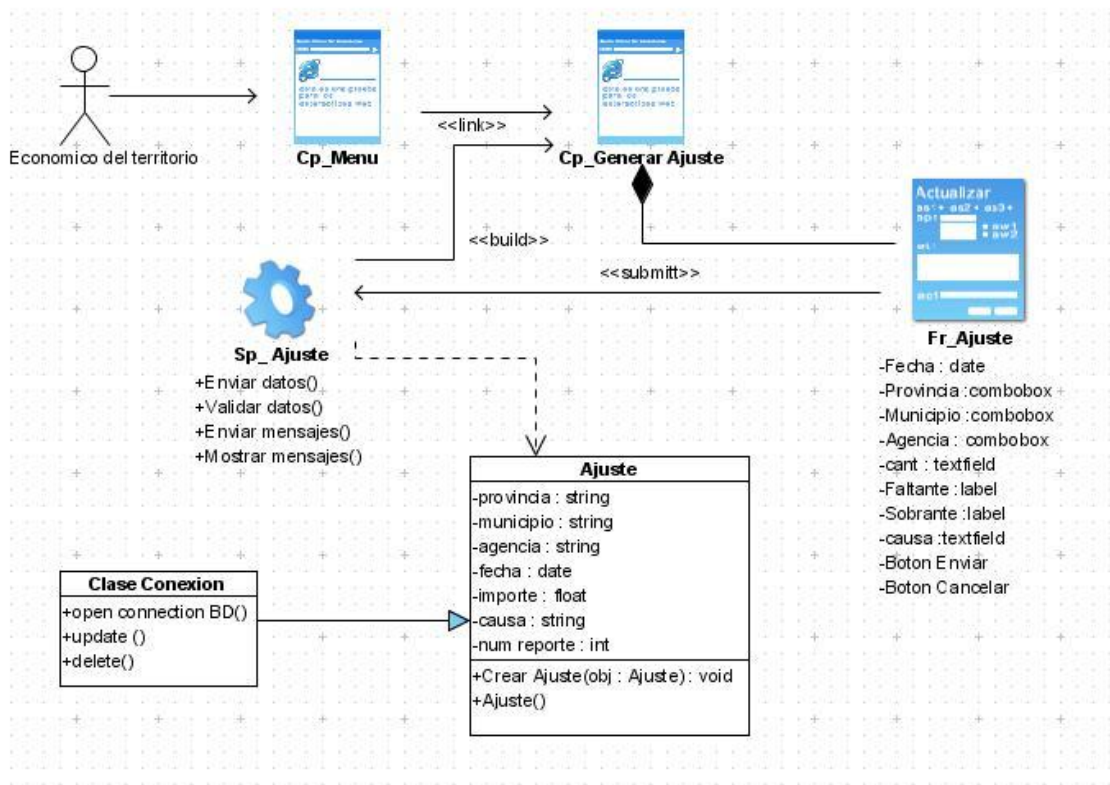 Economico del territorio
Cp_Menu
<<link>>
Cp_Generar Ajuste
<<build>>
<<submitt>>
Actualizar
as1+ as2+ as3+
Fr_Ajuste
-Fecha : date
-Provincia :combobox
-Municipio :combobox
-Agencia : combobox
-cant : textfield
-Faltante :label
-Sobrante :label
-causa :textfield
-Boton Enviar
-Boton Cancelar
Sp_ Ajuste
+Enviar datos()
+Validar datos()
+Enviar mensajes()
+Mostrar mensajes()
Ajuste
-provincia : string
-municipio : string
-agencia : string
-fecha : date
-importe : float
-causa : string
-num reporte : int
+Crear Ajuste(obj : Ajuste) : void
+Ajuste()
Clase Conexion
+open connection BD()
+update ()
+delete()